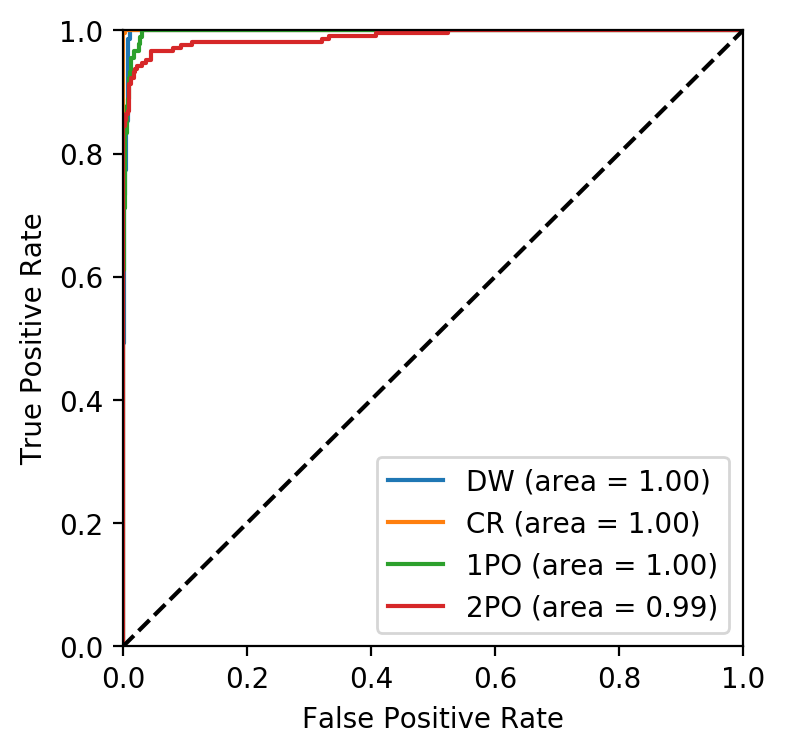 1.0
0.8
0.6
0.4
0.2
0.0
True Positive Rate
DW (area = 1.00)
CR (area = 1.00)
1PO (area = 1.00)
2PO (area = 0.99)
0.0 0.2 0.4 0.6 0.8 1.0
False Positive Rate